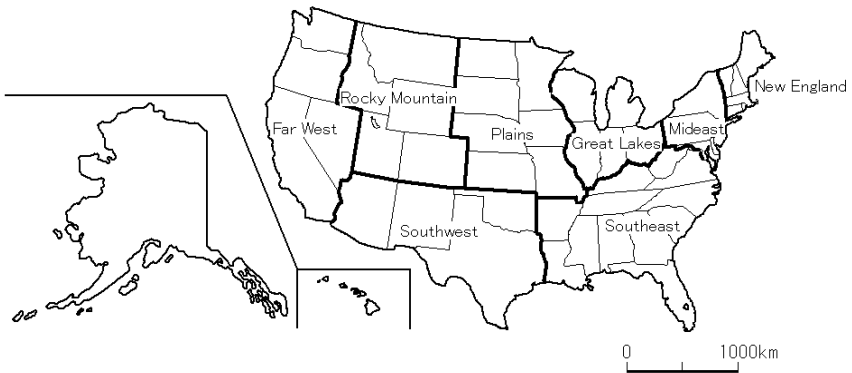 New England
Rocky Mountain
Far West
Plains
Mideast
Great Lakes
Southwest
Southeast
0 1000km